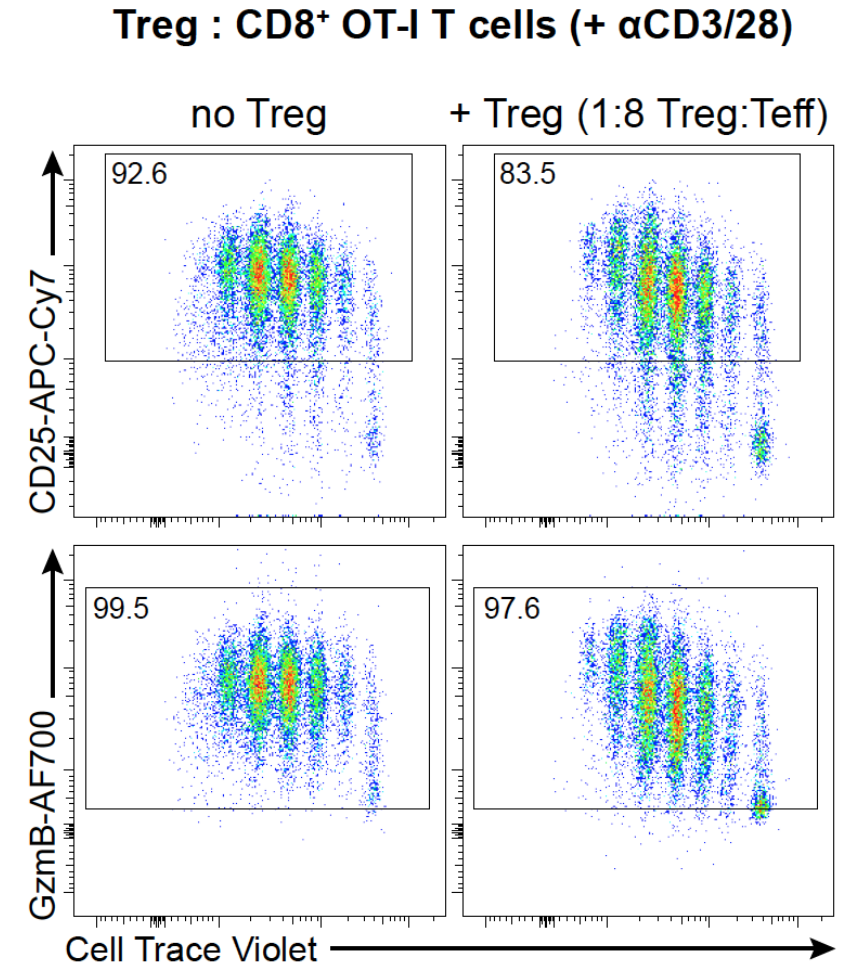 Treg : CD8⁺ OT-I T cells (+ αCD3/28)
no Treg
+ Treg (1:8 Treg:Teff)
92.6
83.5
CD25-APC-Cy7
99.5
97.6
GzmB-AF700
Cell Trace Violet